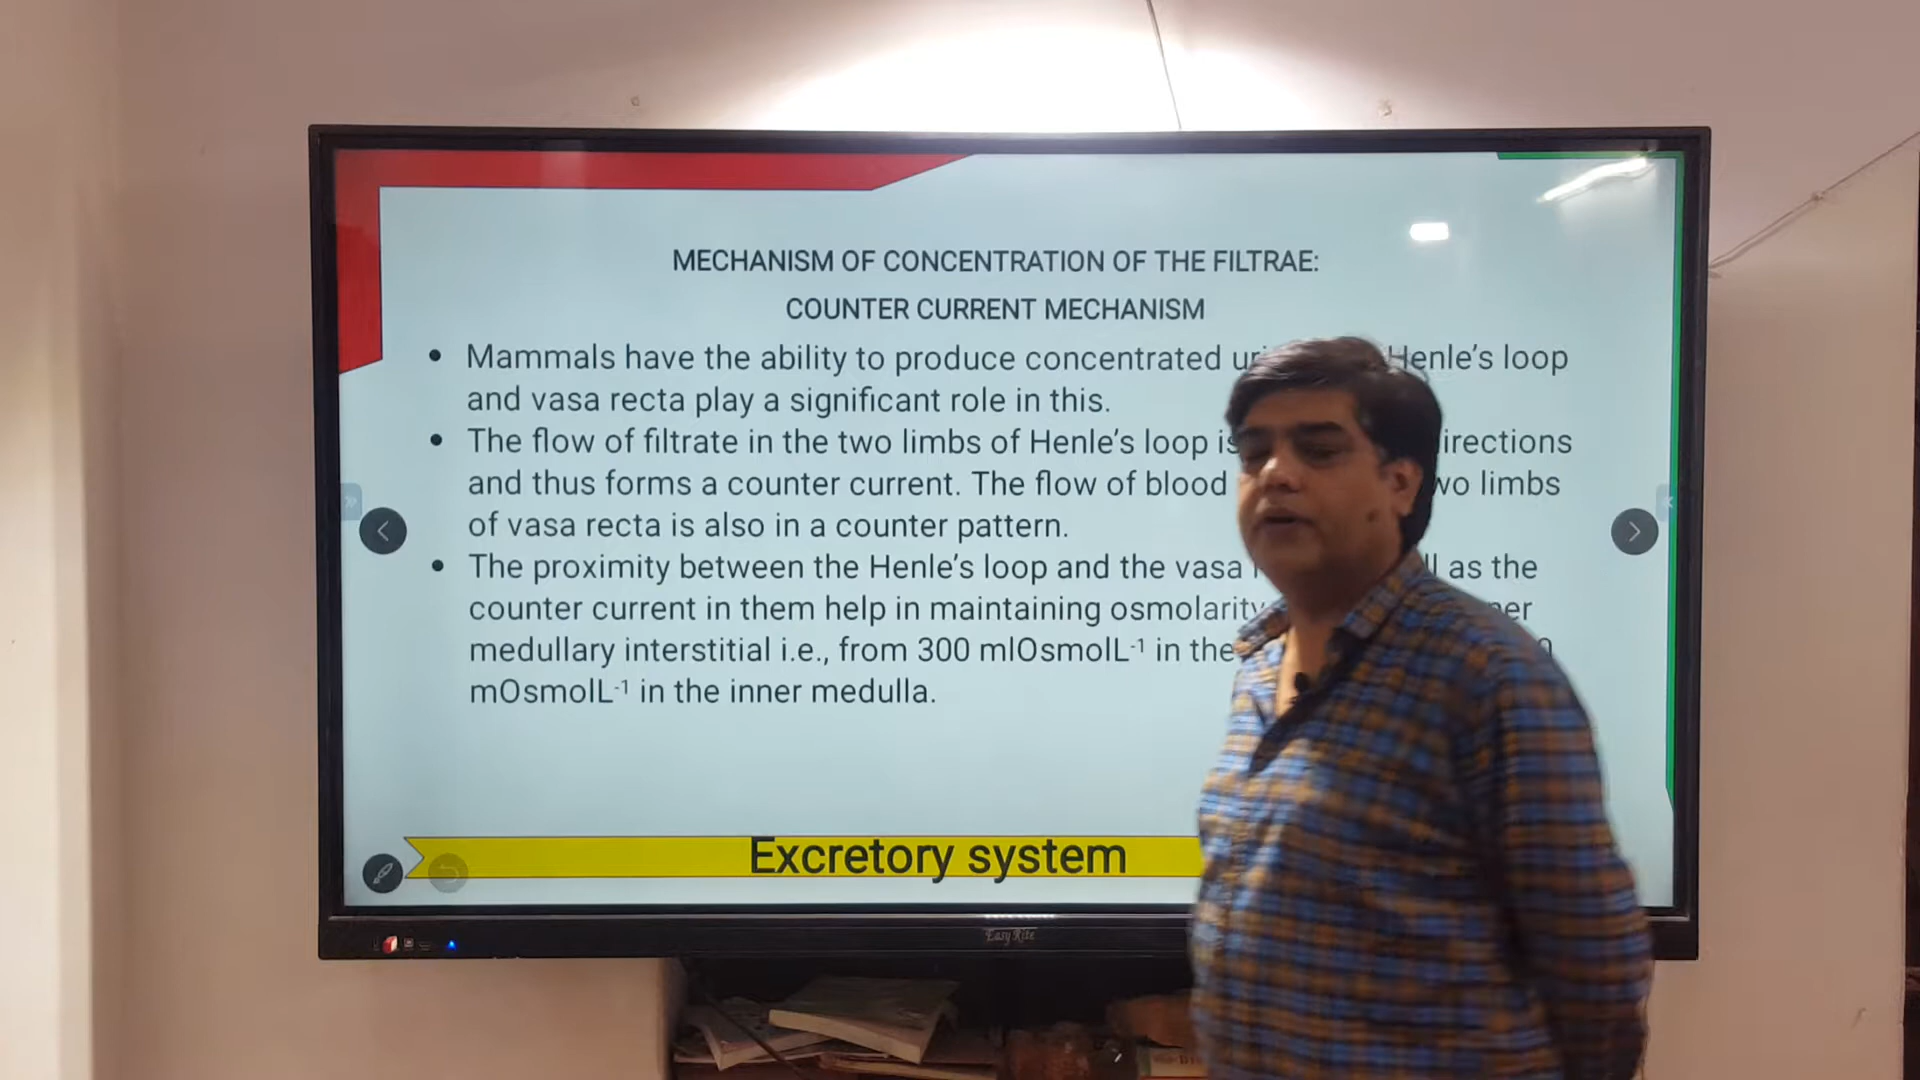 MECHANISM OF CONCENTRATION OF THE FILTRAE:
COUNTER CURRENT MECHANISM
• Mammals have the ability to produce concentrated Henle's loop
and vasa recta play a significant role in this.
• The flow of filtrate in the two limbs of Henle's loop
and thus forms a counter current. The flow of blood limbs
of vasa recta is also in a counter pattern.
• The proximity between the Henle's loop and the vasa as the
counter current in them help in maintaining osmolarity
medullary interstitial i.e., from 300 mlOsmolL-1 in the
mOsmolL-1 in the inner medulla.
Excretory system
EasyRite